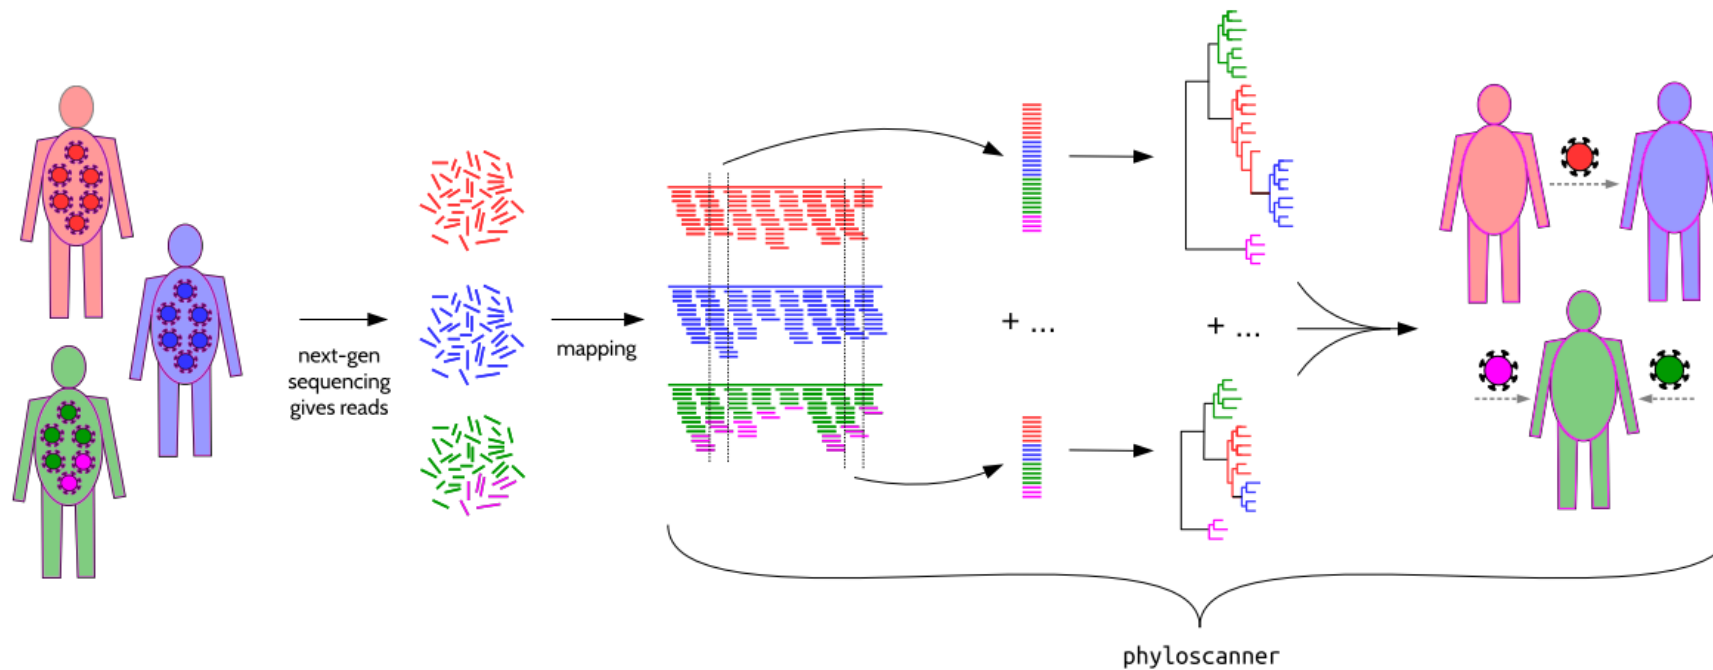 next-gen
sequencing
gives reads
mapping
+ ...
+ ...
phyloscanner